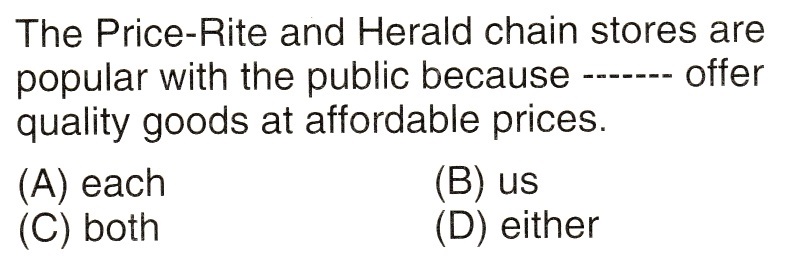 The Price-Rite and Herald chain stores are
popular with the public because ------- offer
quality goods at affordable prices.
(A) each (B) us
(C) both (D) either